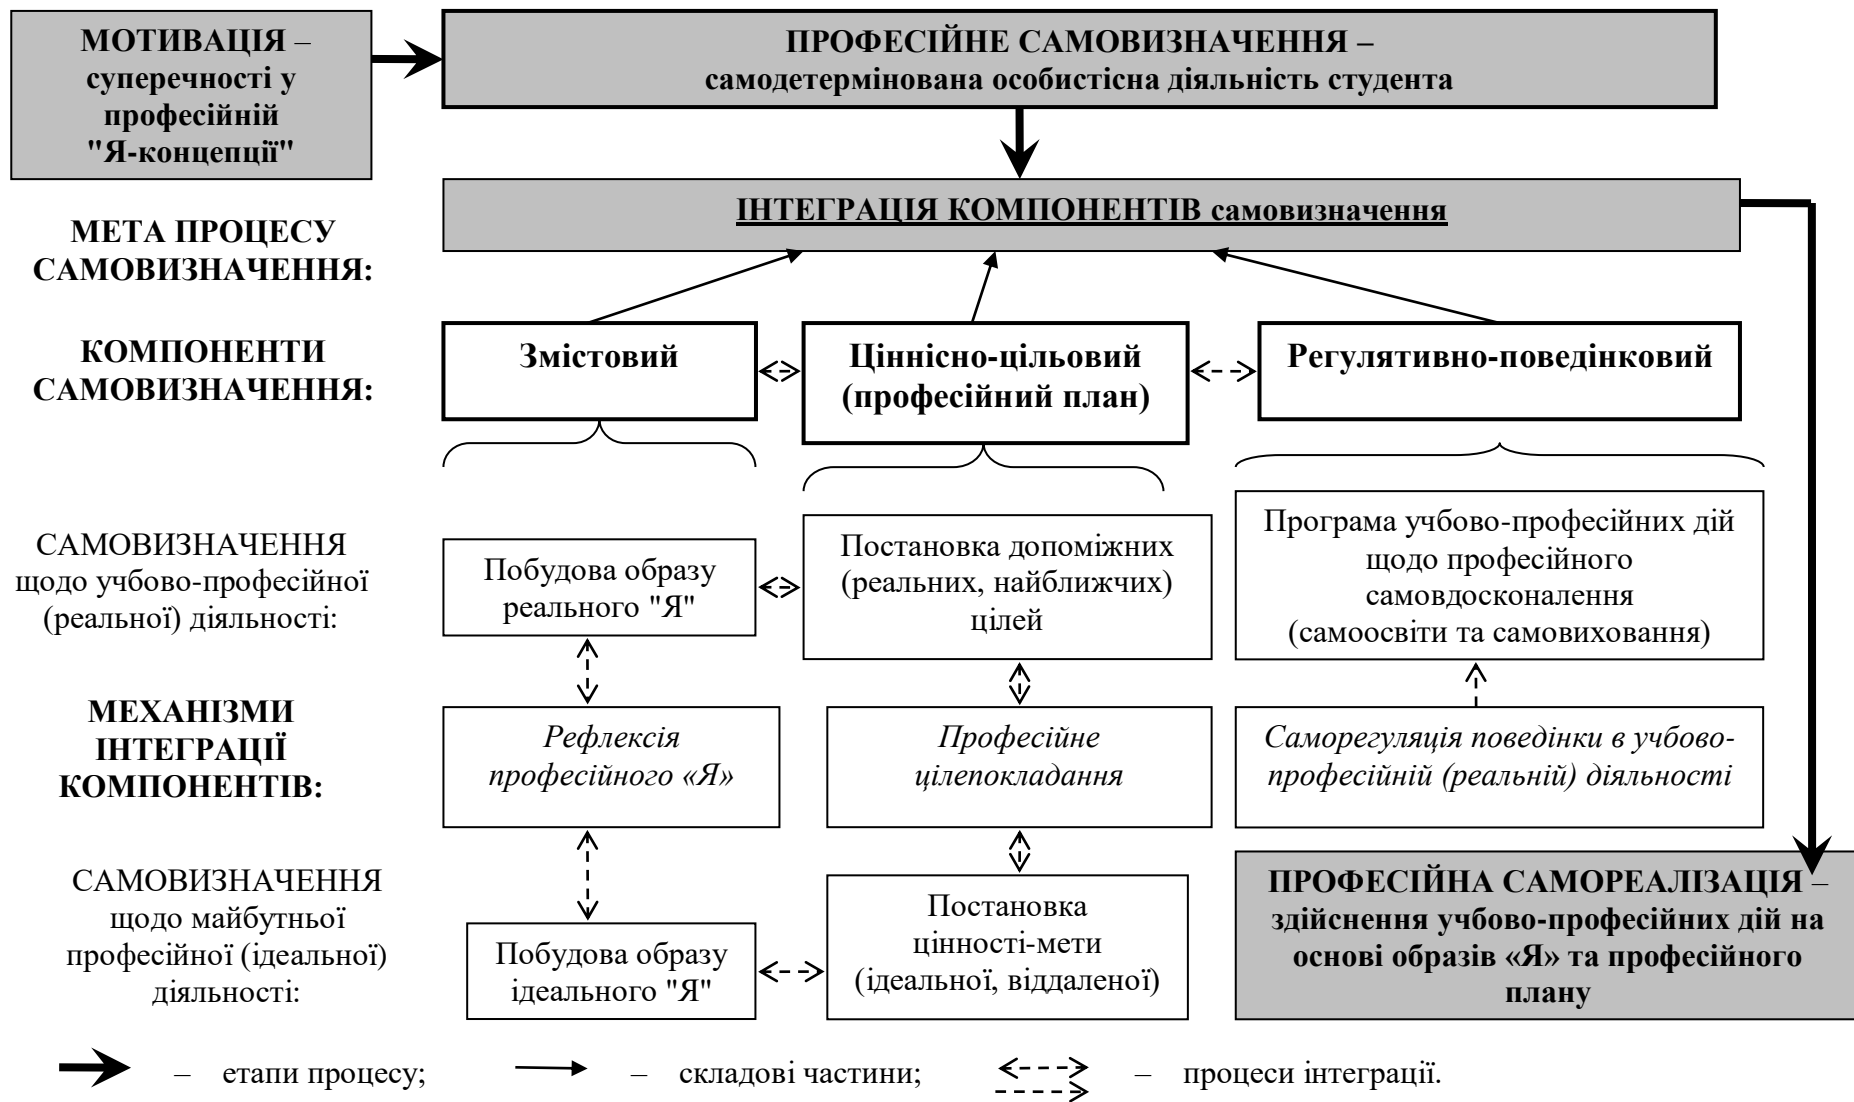 МОТИВАЦІЯ –
суперечності у
професійній
"Я-концепції"
ПРОФЕСІЙНЕ САМОВИЗНАЧЕННЯ –
самодетермінована особистісна діяльність студента
МЕТА ПРОЦЕСУ
САМОВИЗНАЧЕННЯ:
ІНТЕГРАЦІЯ КОМПОНЕНТІВ самовизначення
КОМПОНЕНТИ
САМОВИЗНАЧЕННЯ:
Змістовий
Ціннісно-цільовий
(професійний план)
Регулятивно-поведінковий
САМОВИЗНАЧЕННЯ
щодо учбово-професійної
(реальної) діяльності:
Побудова образу
реального "Я"
Постановка допоміжних
(реальних, найближчих)
цілей
Програма учбово-професійних дій
щодо професійного
самовдосконалення
(самоосвіти та самовиховання)
МЕХАНІЗМИ
ІНТЕГРАЦІЇ
КОМПОНЕНТІВ:
Рефлексія
професійного «Я»
Професійне
цілепокладання
Саморегуляція поведінки в учбово-
професійній (реальній) діяльності
САМОВИЗНАЧЕННЯ
щодо майбутньої
професійної (ідеальної)
діяльності:
Побудова образу
ідеального "Я"
Постановка
цінності-мети
(ідеальної, віддаленої)
ПРОФЕСІЙНА САМОРЕАЛІЗАЦІЯ –
здійснення учбово-професійних дій на
основі образів «Я» та професійного
плану
– етапи процесу;
– складові частини;
– процеси інтеграції.